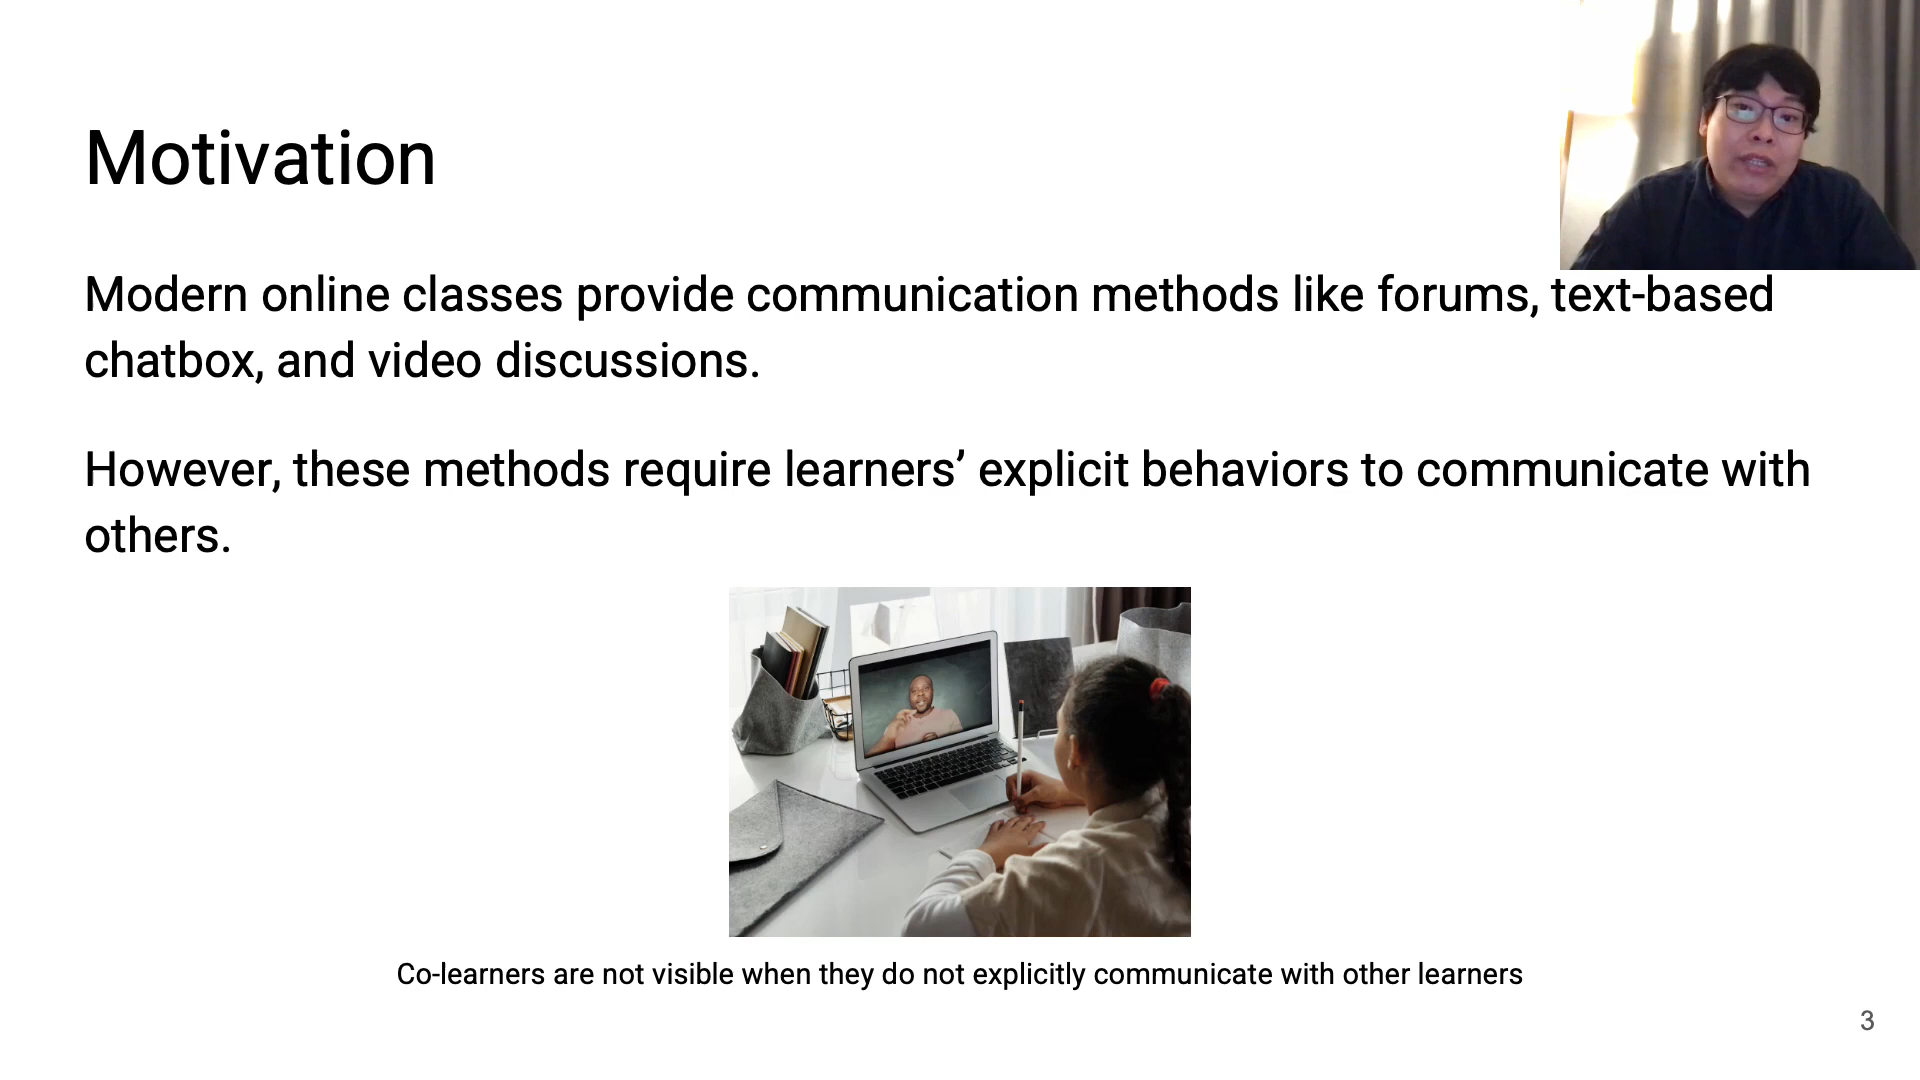 Motivation
Modern online classes provide communication methods like forums, text-based
chatbox, and video discussions.
However, these methods require learners’ explicit behaviors to communicate with
others.
Co-learners are not visible when they do not explicitly communicate with other learners
3